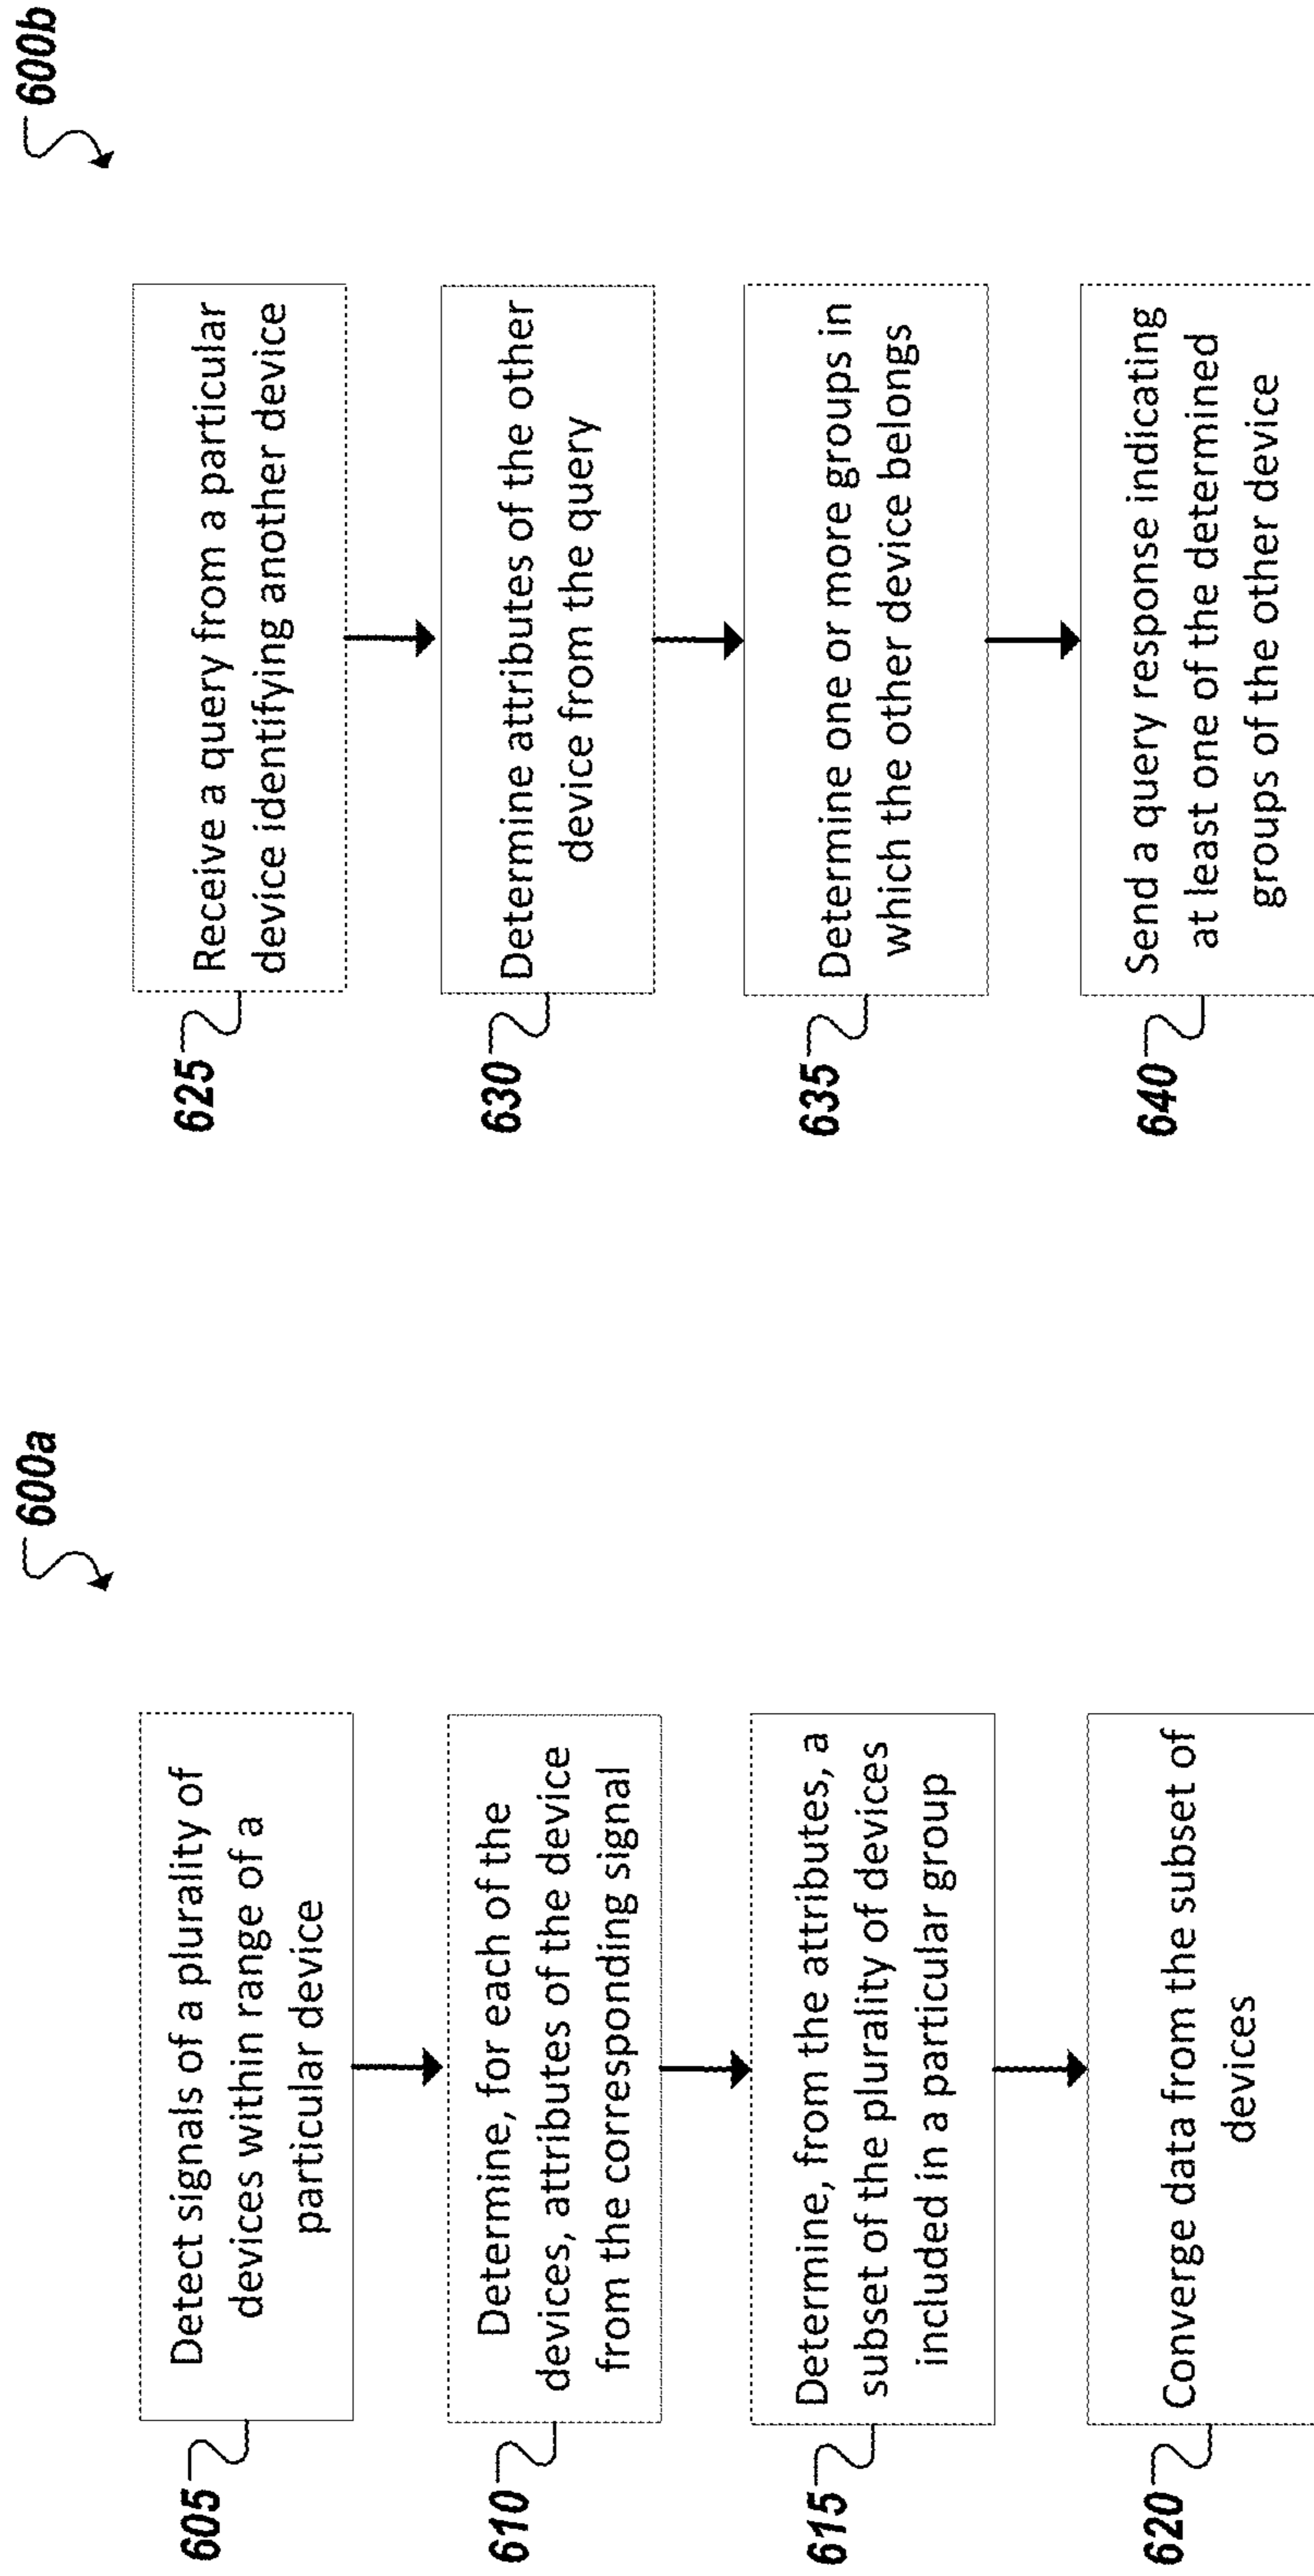 600a
605
Detect signals of a plurality of
devices within range of a
particular device
610
Determine, for each of the
devices, attributes of the device
from the corresponding signal
615
Determine, from the attributes, a
subset of the plurality of devices
included in a particular group
620
Converge data from the subset of
devices
600b
625
Receive a query from a particular
device identifying another device
630
Determine attributes of the other
device from the query
635
Determine one or more groups in
which the other device belongs
640
Send a query response indicating
at least one of the determined
groups of the other device